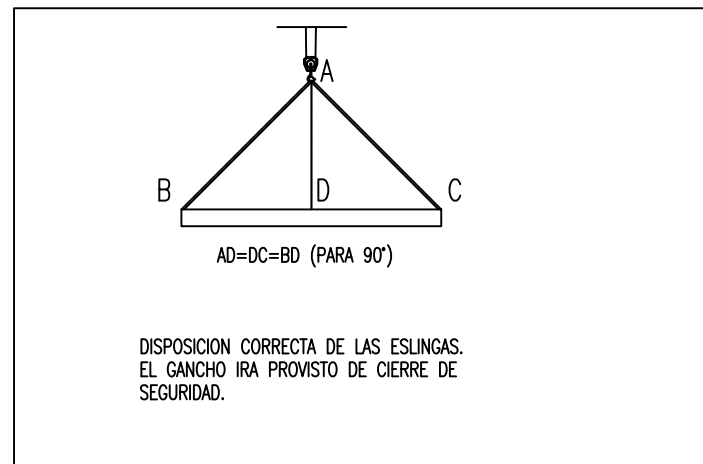 A
B D C
AD=DC=BD (PARA 90°)
DISPOSICION CORRECTA DE LAS ESLINGAS.
EL GANCHO IRA PROVISTO DE CIERRE DE
SEGURIDAD.